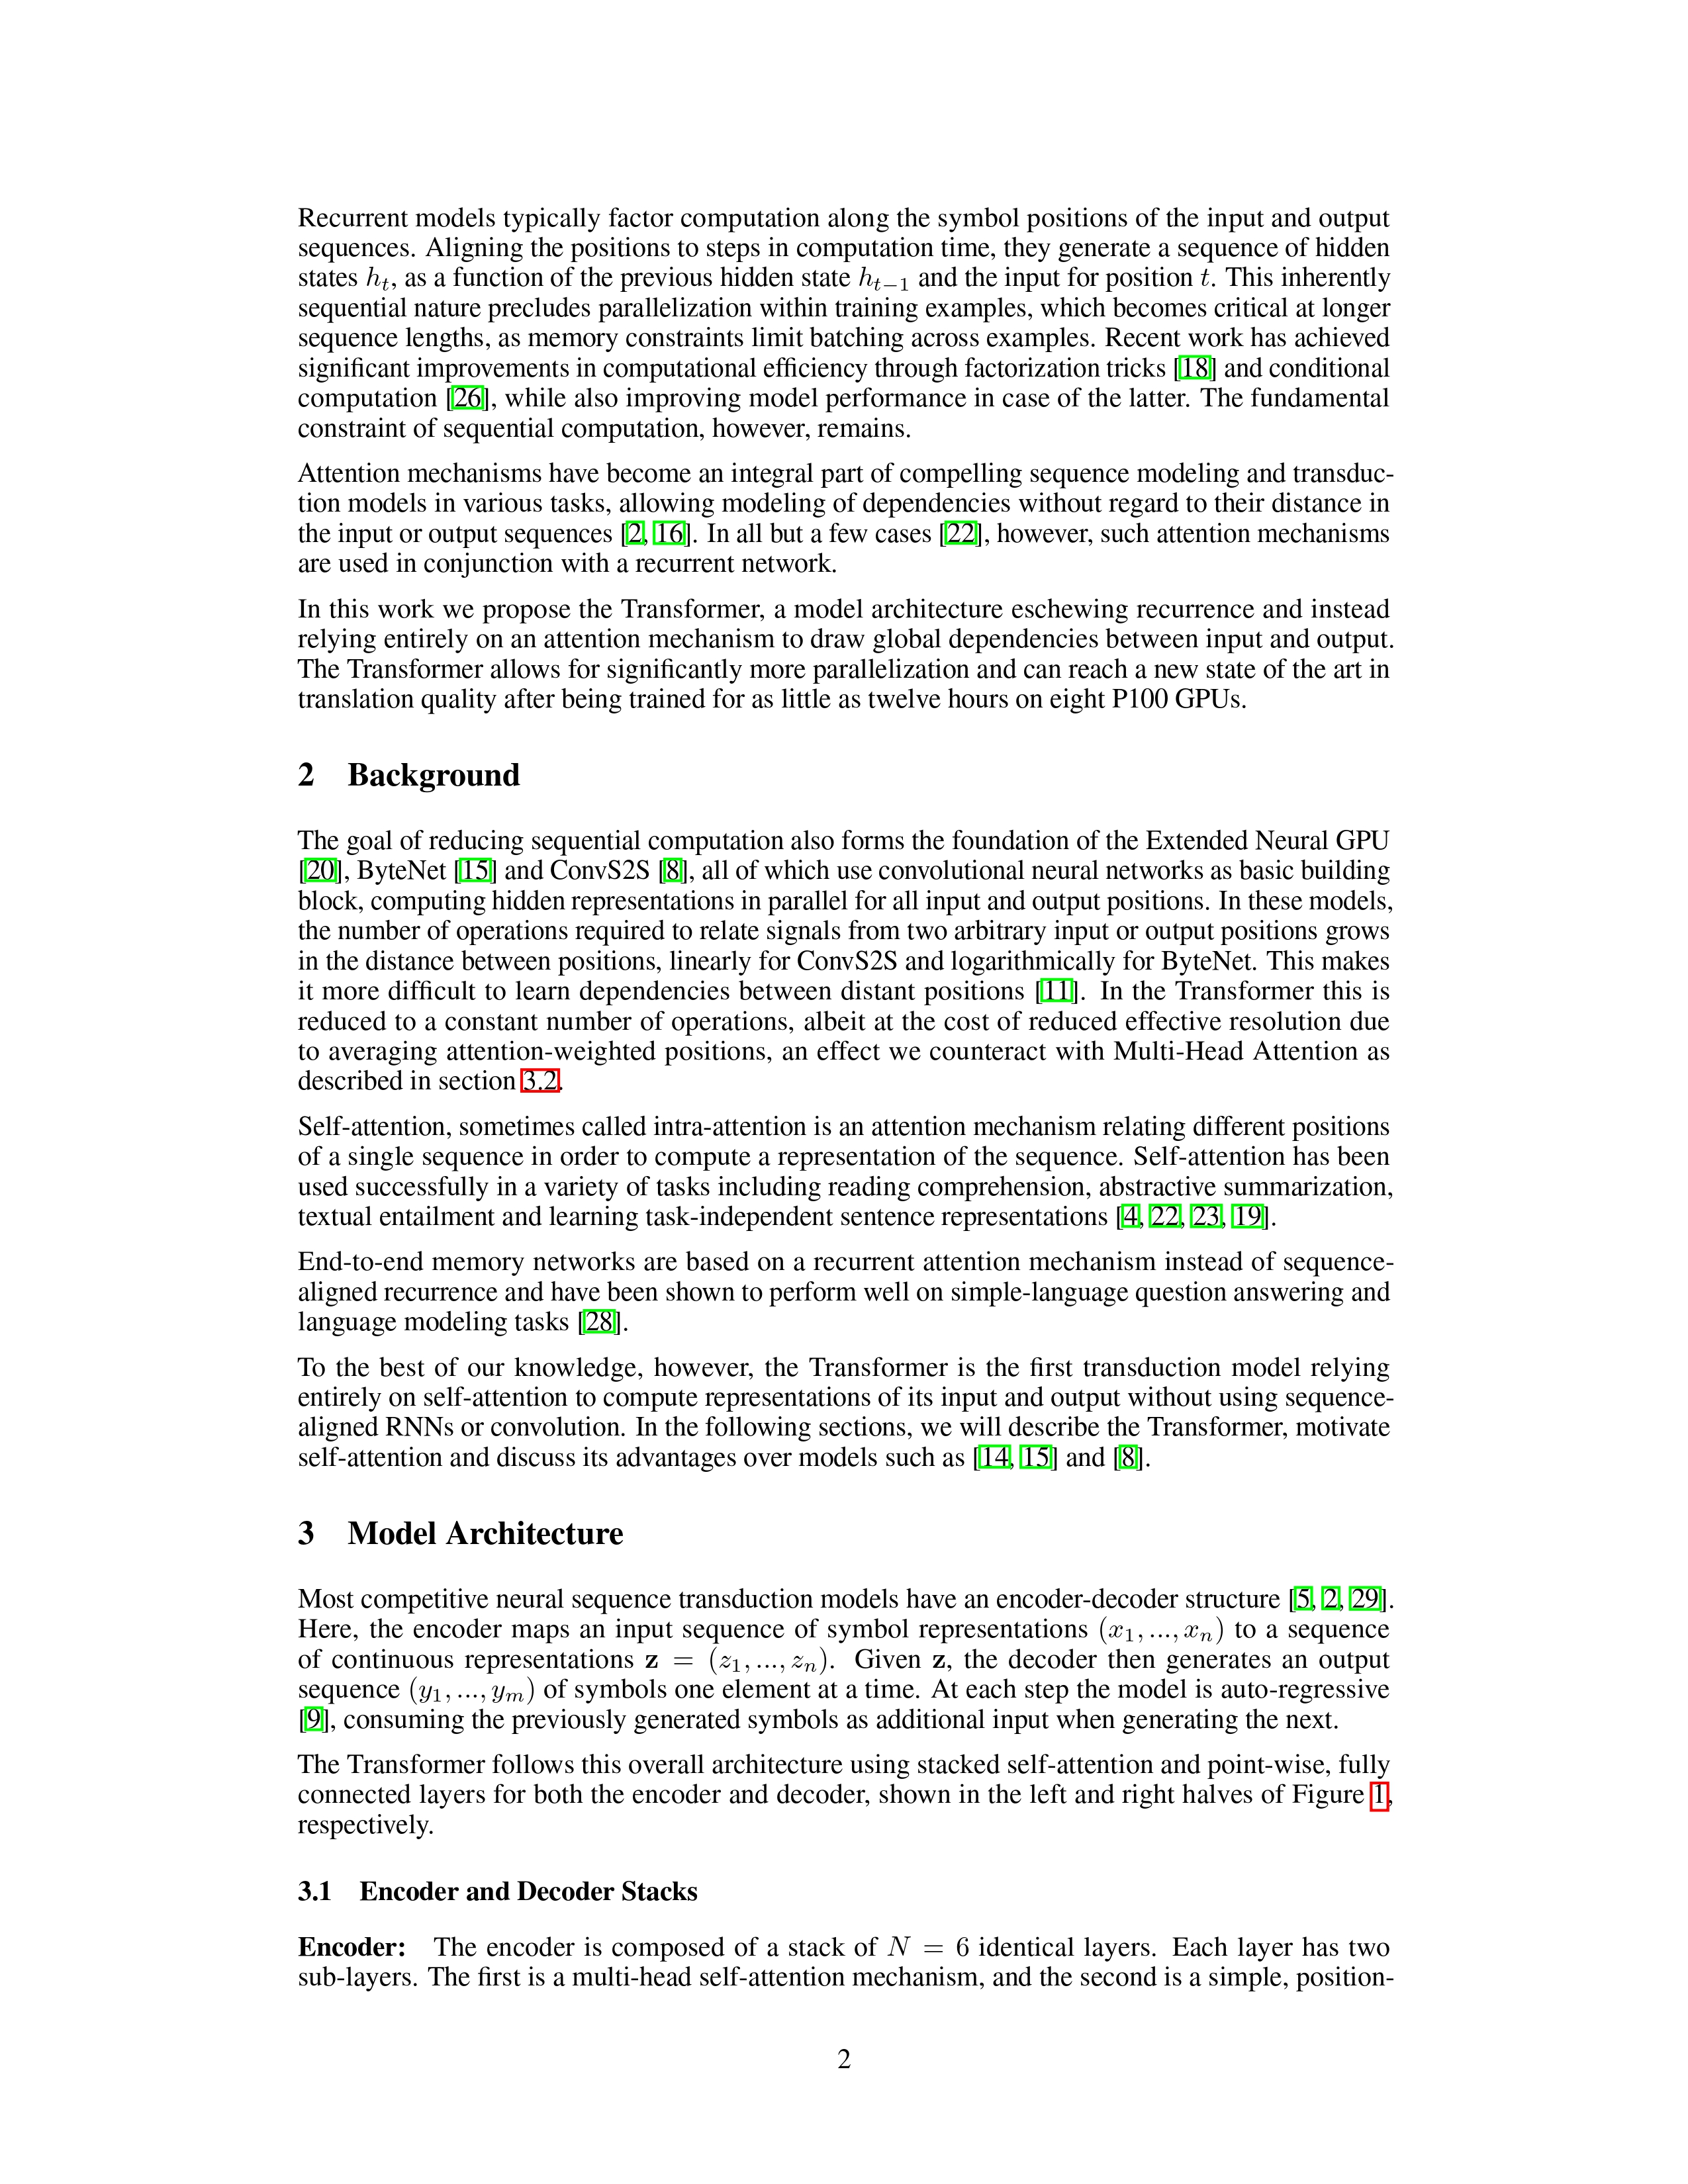 Recurrent models typically factor computation along the symbol positions of the input and output
sequences. Aligning the positions to steps in computation time, they generate a sequence of hidden
states h_t, as a function of the previous hidden state h_{t−1} and the input for position t. This inherently
sequential nature precludes parallelization within training examples, which becomes critical at longer
sequence lengths, as memory constraints limit batching across examples. Recent work has achieved
significant improvements in computational efficiency through factorization tricks [18] and conditional
computation [26], while also improving model performance in case of the latter. The fundamental
constraint of sequential computation, however, remains.
Attention mechanisms have become an integral part of compelling sequence modeling and transduc-
tion models in various tasks, allowing modeling of dependencies without regard to their distance in
the input or output sequences [2, 16]. In all but a few cases [22], however, such attention mechanisms
are used in conjunction with a recurrent network.
In this work we propose the Transformer, a model architecture eschewing recurrence and instead
relying entirely on an attention mechanism to draw global dependencies between input and output.
The Transformer allows for significantly more parallelization and can reach a new state of the art in
translation quality after being trained for as little as twelve hours on eight P100 GPUs.
2 Background
The goal of reducing sequential computation also forms the foundation of the Extended Neural GPU
[20], ByteNet [15] and ConvS2S [8], all of which use convolutional neural networks as basic building
block, computing hidden representations in parallel for all input and output positions. In these models,
the number of operations required to relate signals from two arbitrary input or output positions grows
in the distance between positions, linearly for ConvS2S and logarithmically for ByteNet. This makes
it more difficult to learn dependencies between distant positions [11]. In the Transformer this is
reduced to a constant number of operations, albeit at the cost of reduced effective resolution due
to averaging attention-weighted positions, an effect we counteract with Multi-Head Attention as
described in section 3.2.
Self-attention, sometimes called intra-attention is an attention mechanism relating different positions
of a single sequence in order to compute a representation of the sequence. Self-attention has been
used successfully in a variety of tasks including reading comprehension, abstractive summarization,
textual entailment and learning task-independent sentence representations [4, 22, 23, 19].
End-to-end memory networks are based on a recurrent attention mechanism instead of sequence-
aligned recurrence and have been shown to perform well on simple-language question answering and
language modeling tasks [28].
To the best of our knowledge, however, the Transformer is the first transduction model relying
entirely on self-attention to compute representations of its input and output without using sequence-
aligned RNNs or convolution. In the following sections, we will describe the Transformer, motivate
self-attention and discuss its advantages over models such as [14, 15] and [8].
3 Model Architecture
Most competitive neural sequence transduction models have an encoder-decoder structure [5, 2, 29].
Here, the encoder maps an input sequence of symbol representations (x_1, ..., x_n) to a sequence
of continuous representations z = (z_1, ..., z_n). Given z, the decoder then generates an output
sequence (y_1, ..., y_m) of symbols one element at a time. At each step the model is auto-regressive
[9], consuming the previously generated symbols as additional input when generating the next.
The Transformer follows this overall architecture using stacked self-attention and point-wise, fully
connected layers for both the encoder and decoder, shown in the left and right halves of Figure 1,
respectively.
3.1 Encoder and Decoder Stacks
Encoder: The encoder is composed of a stack of N = 6 identical layers. Each layer has two
sub-layers. The first is a multi-head self-attention mechanism, and the second is a simple, position-
2